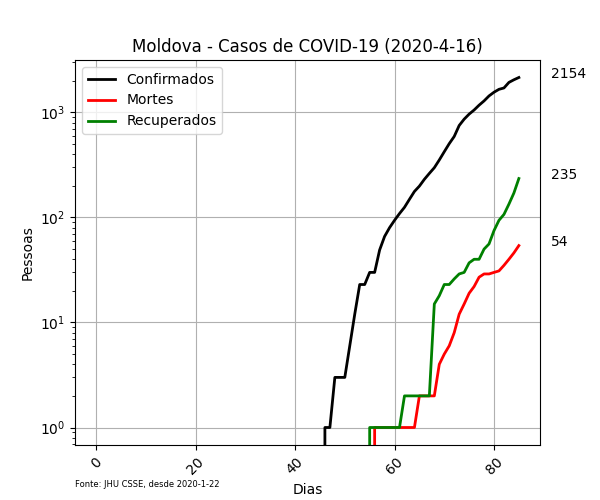 Moldova - Casos de COVID-19 (2020-4-16)
Confirmados
Mortes
Recuperados
2154
235
54
Pessoas
10³
10²
10¹
10⁰
0 20 40 60 80
Dias
Fonte: JHU CSSE, desde 2020-1-22